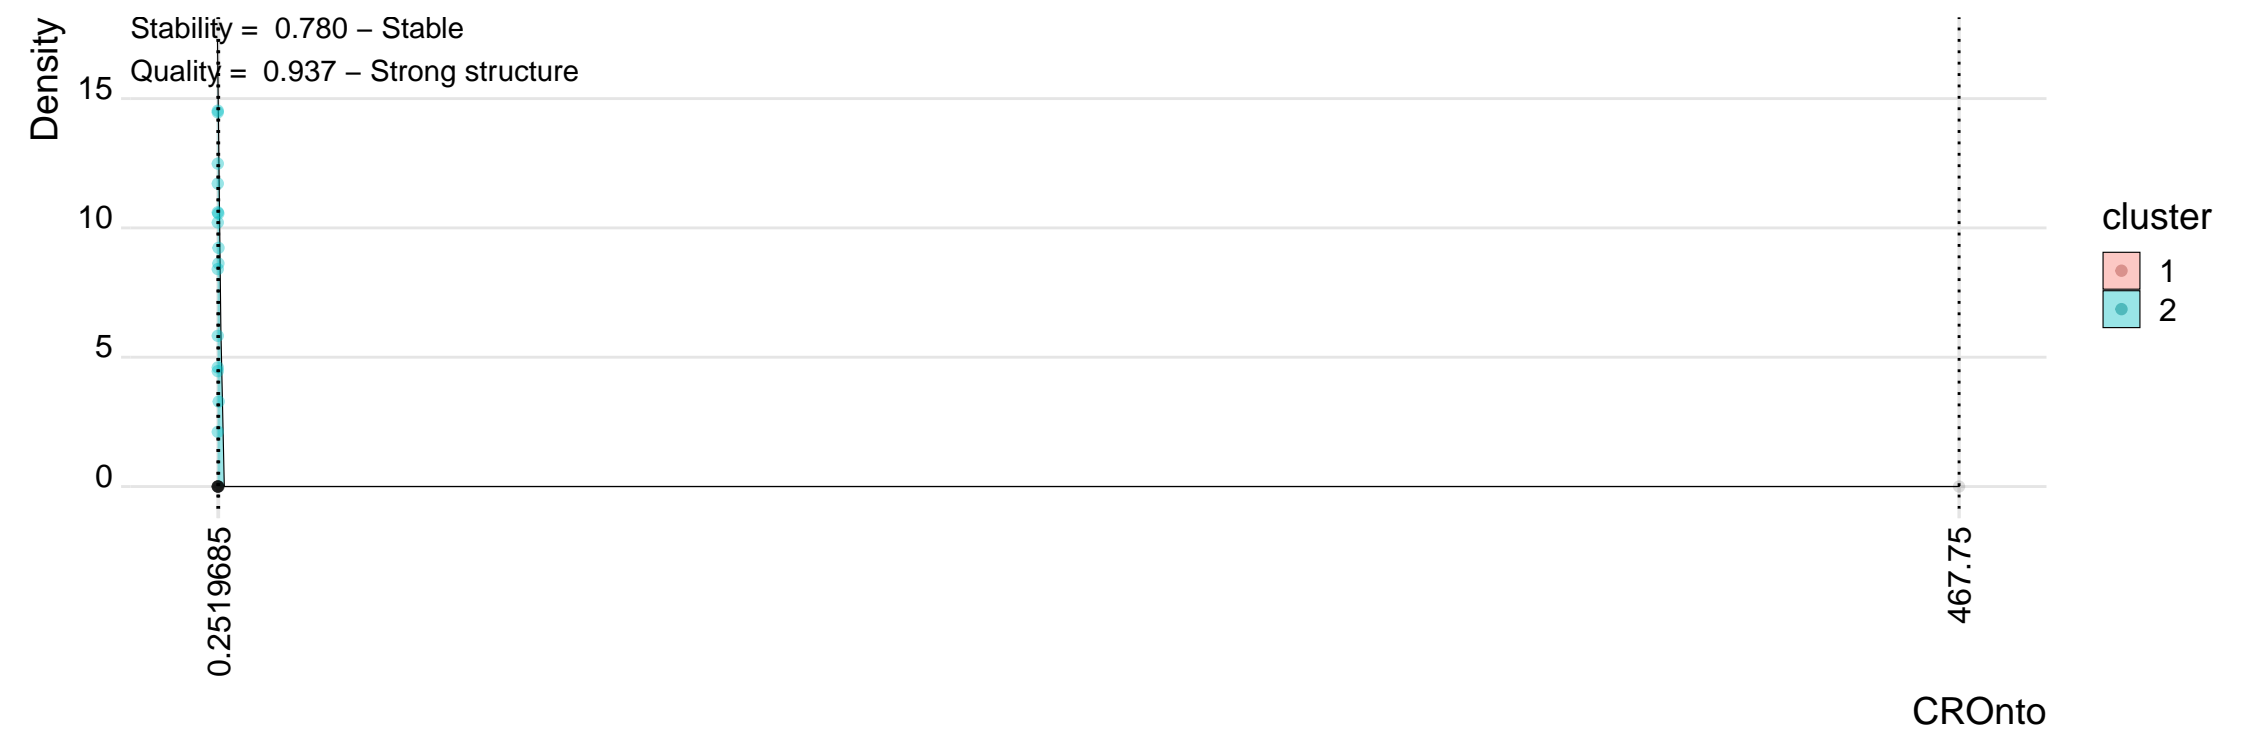 Stability = 0.780 – Stable
Quality = 0.937 – Strong structure
Density
15
10
5
0
0.2519685
467.75
CROnto
cluster
1
2